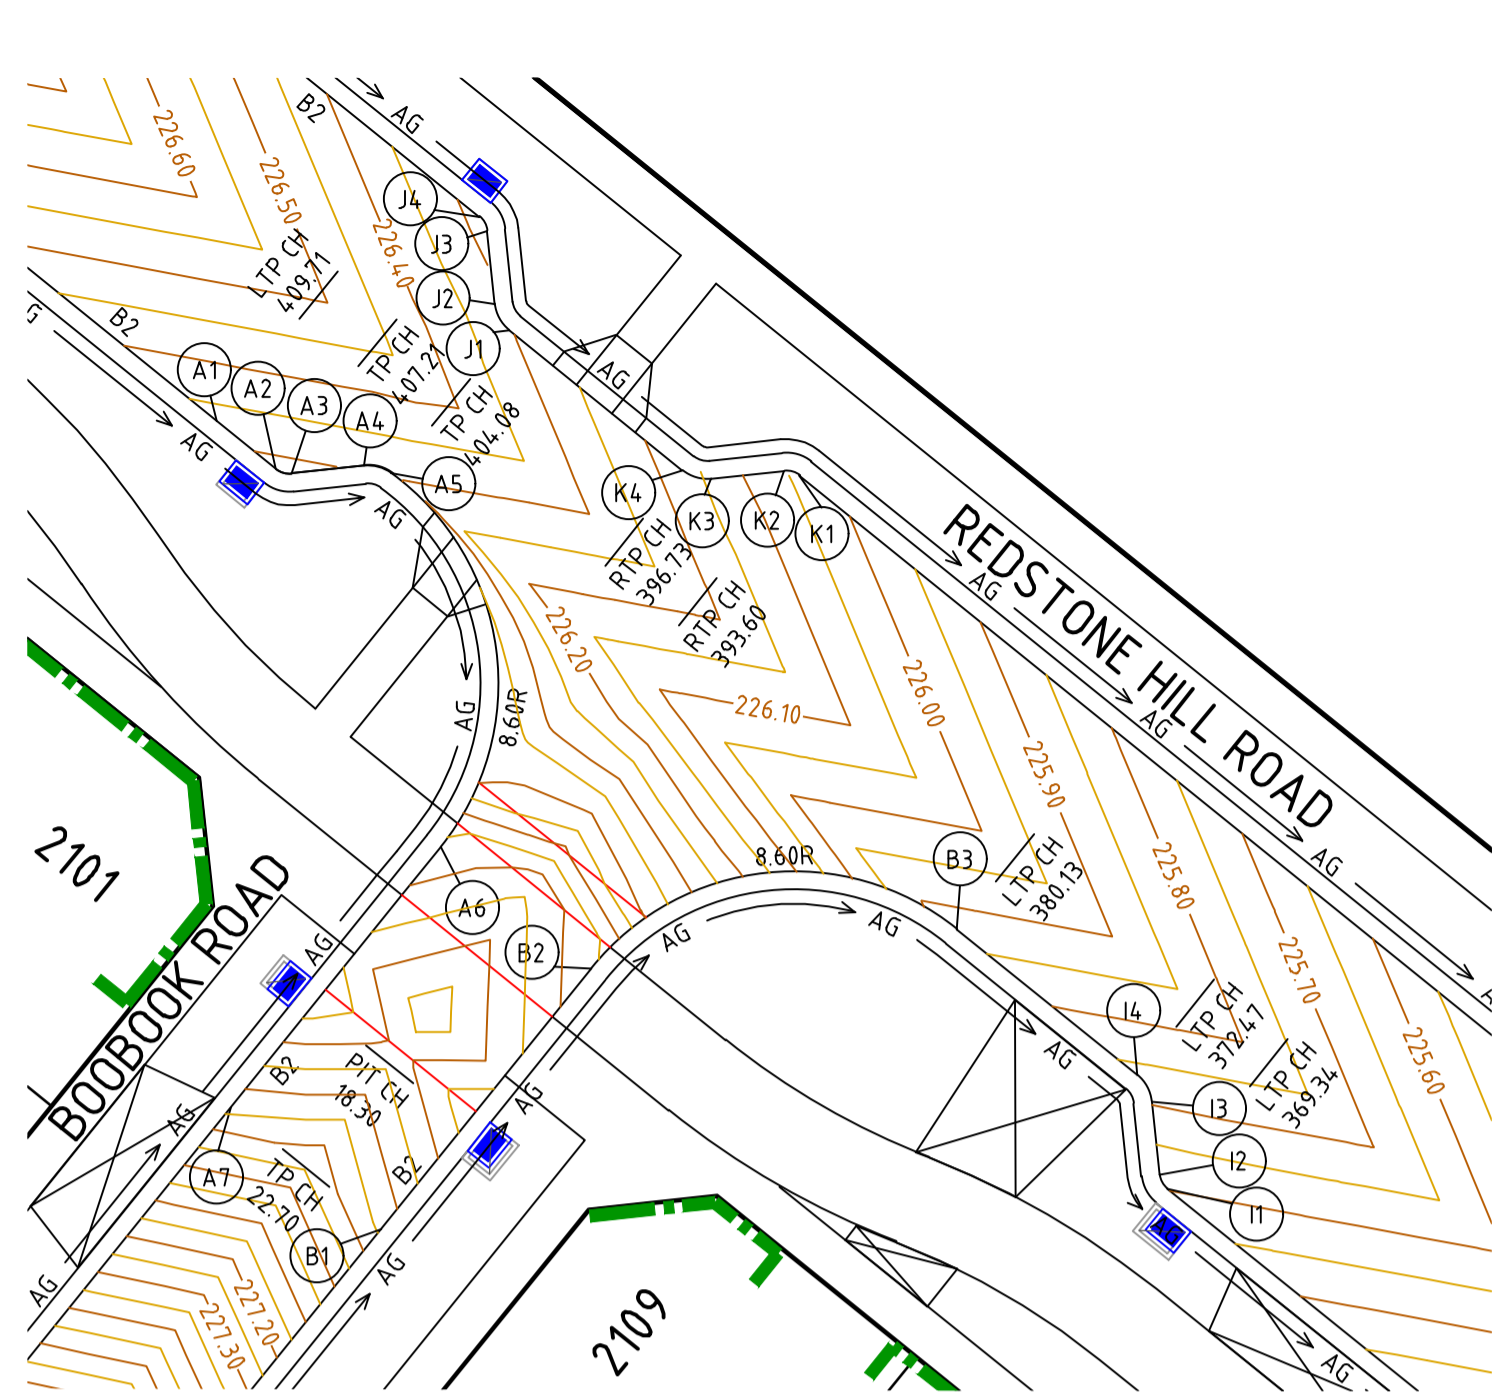 B2
AG
226.60
226.50
226.40
J4
J3
J2
J1
LTP CH
409.71
B2
G
A1
A2
A3
A4
A5
TP CH
407.21
TP CH
404.08
AG
AG
AG
K4
K3
K2
K1
RTP CH
396.73
RTP CH
393.60
REDSTONE HILL ROAD
AG
AG
AG
226.20
226.10
226.00
225.90
225.80
225.70
225.60
8.60R
AG
8.60R
B3
LTP CH
380.13
2101
BOOBOOK ROAD
A6
B2
AG
AG
AG
AG
I4
I3
I2
I1
LTP CH
372.47
LTP CH
369.34
AG
B2
PIT CH
18.30
AG
AG
B2
A7
TP CH
22.70
B1
AG
AG
227.20
227.30
2109
AG